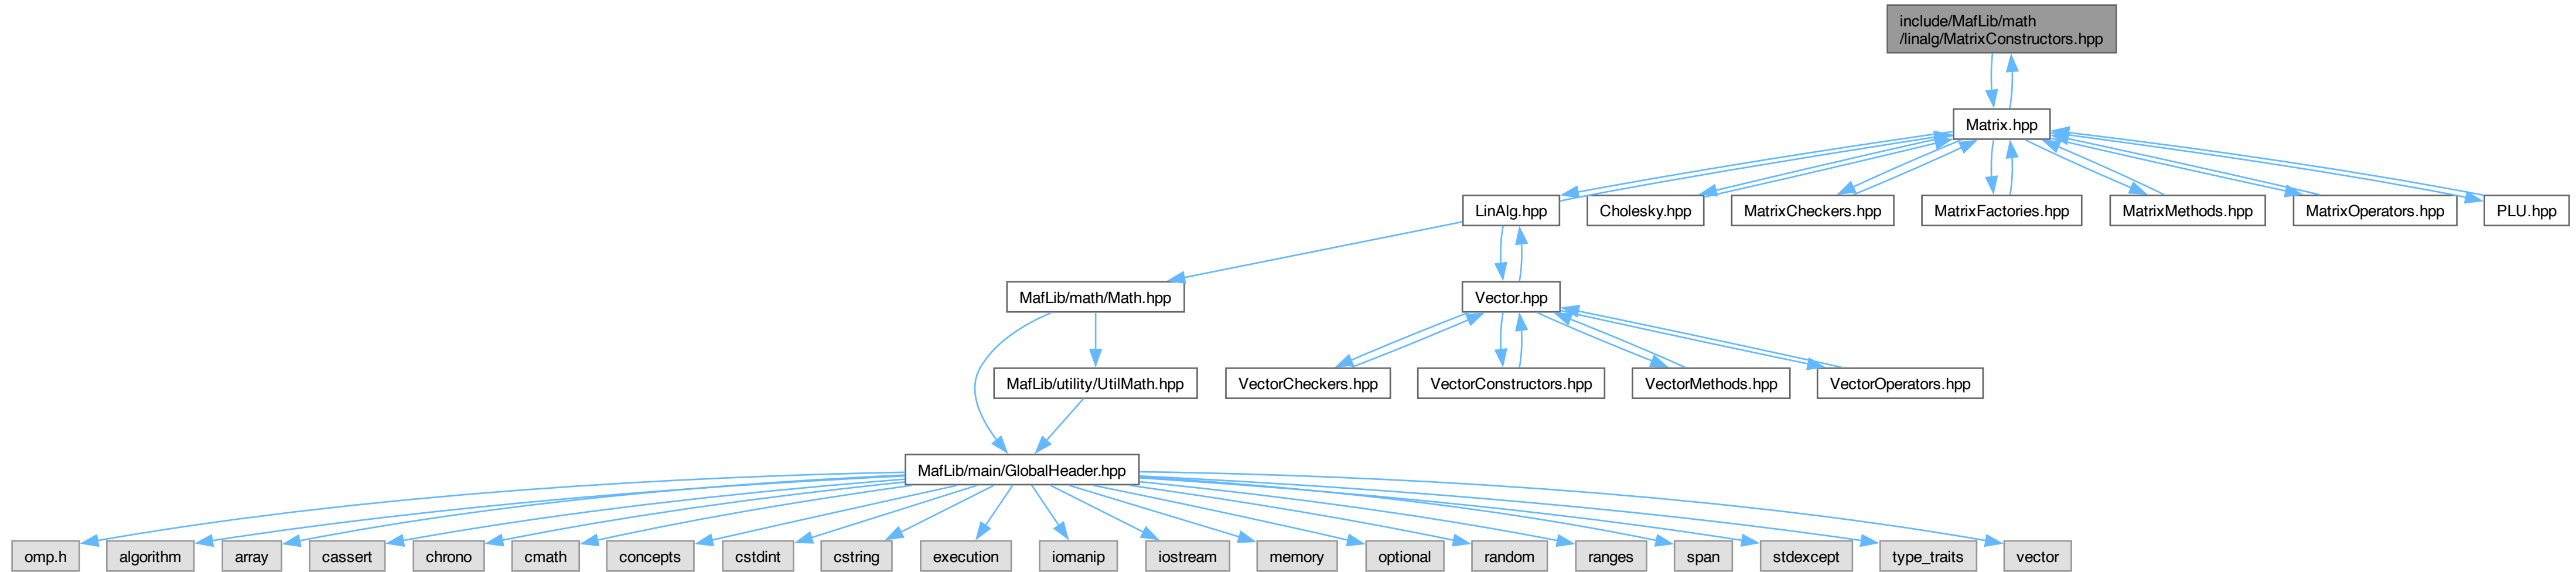 include/MafLib/math
/linalg/MatrixConstructors.hpp
Matrix.hpp
LinAlg.hpp
Cholesky.hpp
MatrixCheckers.hpp
MatrixFactories.hpp
MatrixMethods.hpp
MatrixOperators.hpp
PLU.hpp
MafLib/math/Math.hpp
Vector.hpp
MafLib/utility/UtilMath.hpp
VectorCheckers.hpp
VectorConstructors.hpp
VectorMethods.hpp
VectorOperators.hpp
MafLib/main/GlobalHeader.hpp
omp.h
algorithm
array
cassert
chrono
cmath
concepts
cstdint
cstring
execution
iomanip
iostream
memory
optional
random
ranges
span
stdexcept
type_traits
vector